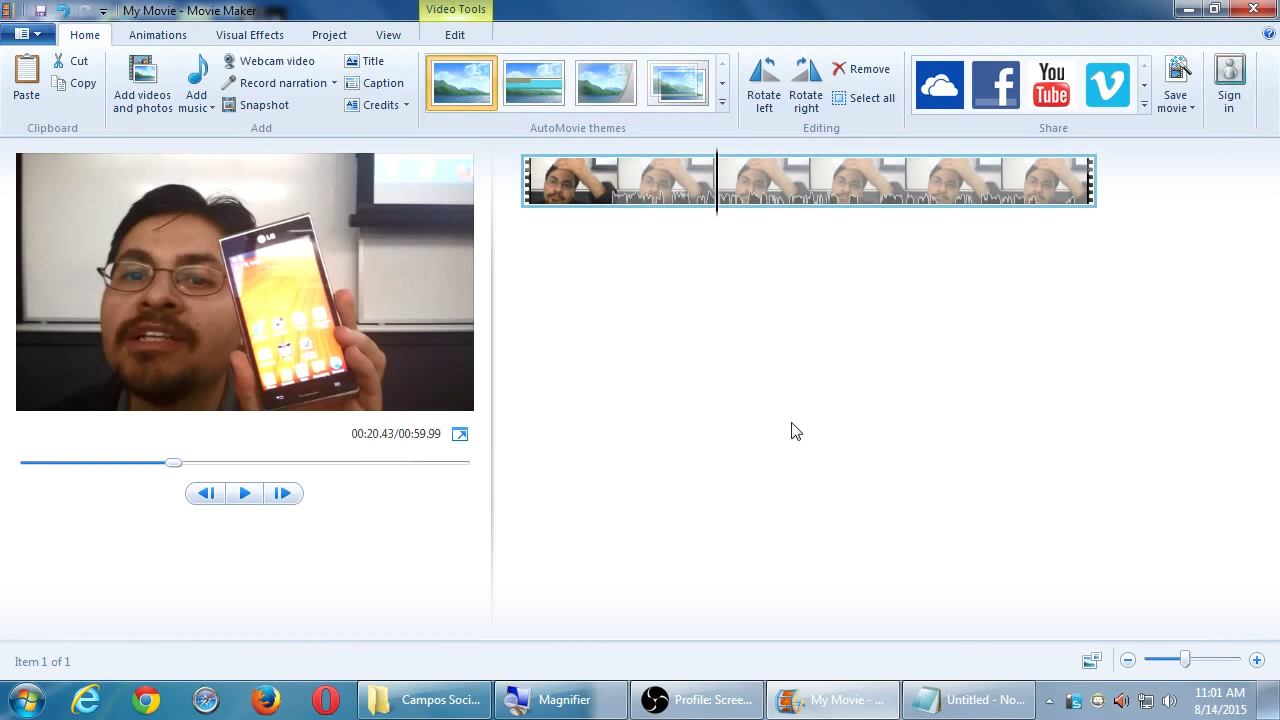 My Movie - Movie Maker
Video Tools
Home
Animations
Visual Effects
Project
View
Edit
Paste
Cut
Copy
Clipboard
Add videos
and photos
Add
music
Webcam video
Record narration
Snapshot
Title
Caption
Credits
Add
AutoMovie themes
Rotate
left
Rotate
right
Remove
Select all
Editing
You
Tube
Share
Save
movie
Sign
in
LG
00:20.43/00:59.99
Item 1 of 1
Campos Soci...
Magnifier
Profile: Scree...
My Movie - ...
Untitled - No...
11:01 AM
8/14/2015